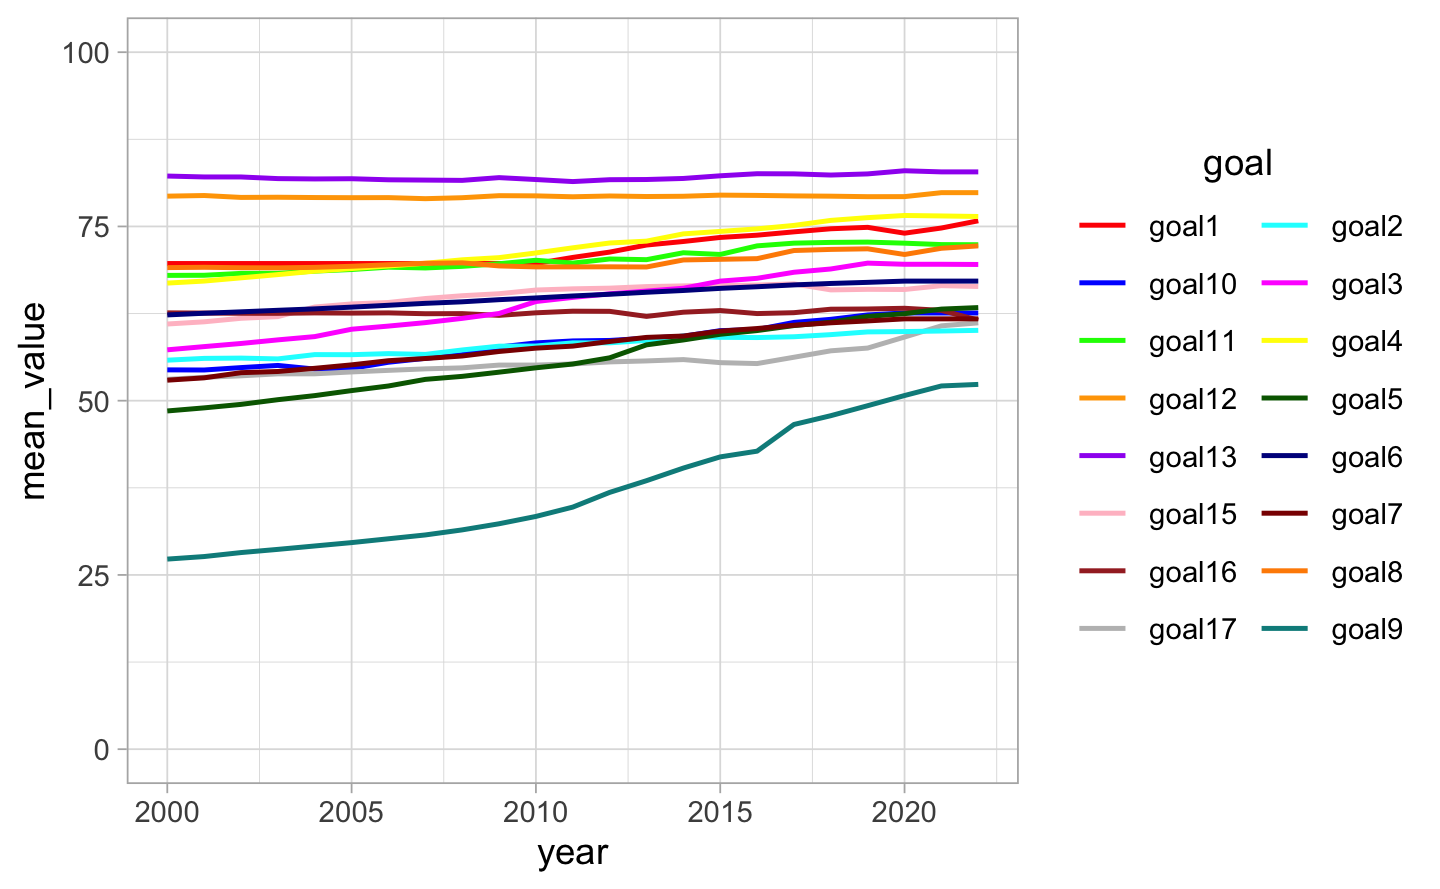 100
75
50
25
0
mean_value
2000 2005 2010 2015 2020
year
goal
goal1 goal2
goal10 goal3
goal11 goal4
goal12 goal5
goal13 goal6
goal15 goal7
goal16 goal8
goal17 goal9